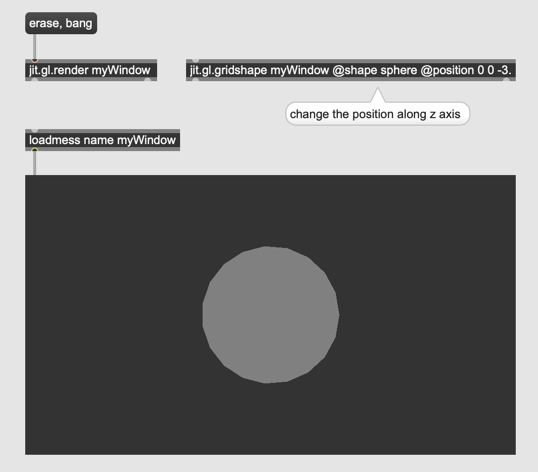 erase, bang
jit.gl.render myWindow
jit.gl.gridshape myWindow @shape sphere @position 0 0 -3.
change the position along z axis
loadmess name myWindow